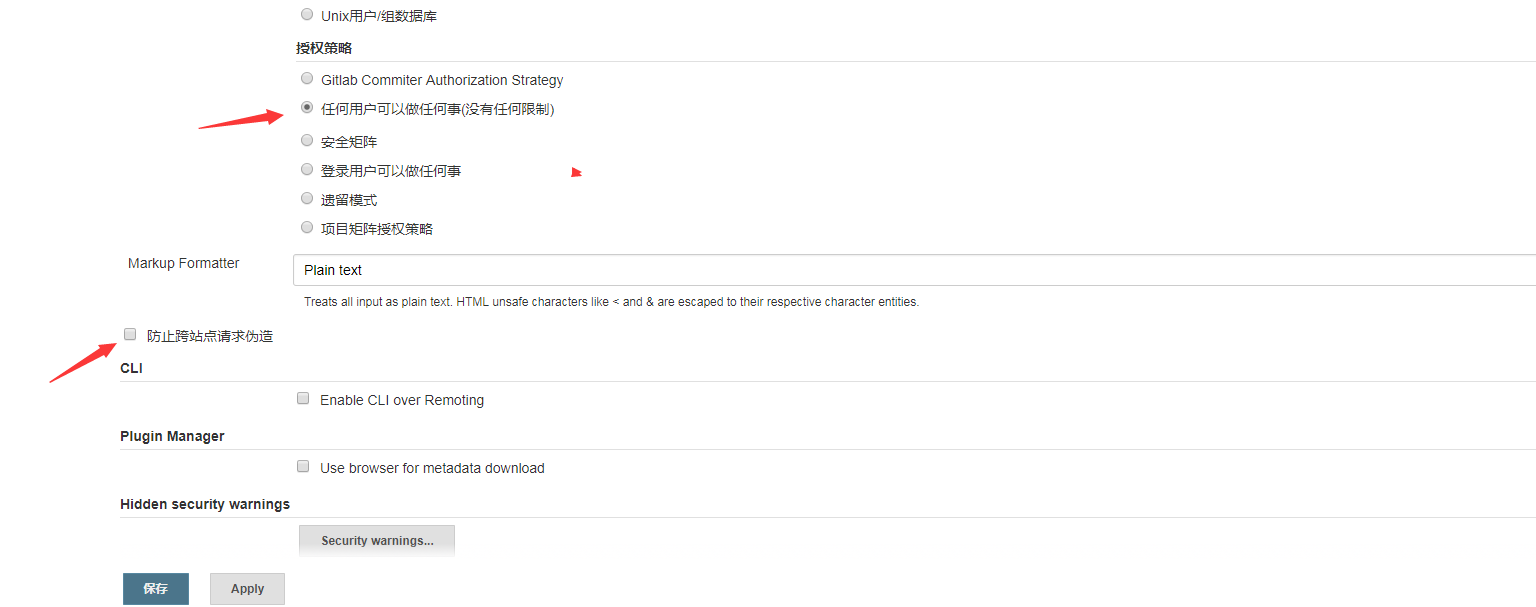 Unix用户/组数据库
授权策略
Gitlab Commiter Authorization Strategy
任何用户可以做任何事(没有任何限制)
安全矩阵
登录用户可以做任何事
遗留模式
项目矩阵授权策略
Markup Formatter
Plain text
Treats all input as plain text. HTML unsafe characters like < and & are escaped to their respective character entities.
防止跨站点请求伪造
CLI
Enable CLI over Remoting
Plugin Manager
Use browser for metadata download
Hidden security warnings
Security warnings...
保存 Apply